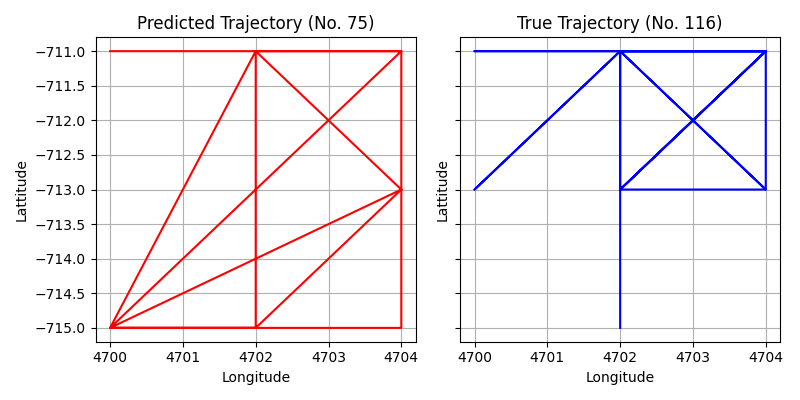 Predicted Trajectory (No. 75)
−711.0
−711.5
−712.0
−712.5
−713.0
−713.5
−714.0
−714.5
−715.0
Lattitude
4700 4701 4702 4703 4704
Longitude
True Trajectory (No. 116)
Lattitude
4700 4701 4702 4703 4704
Longitude